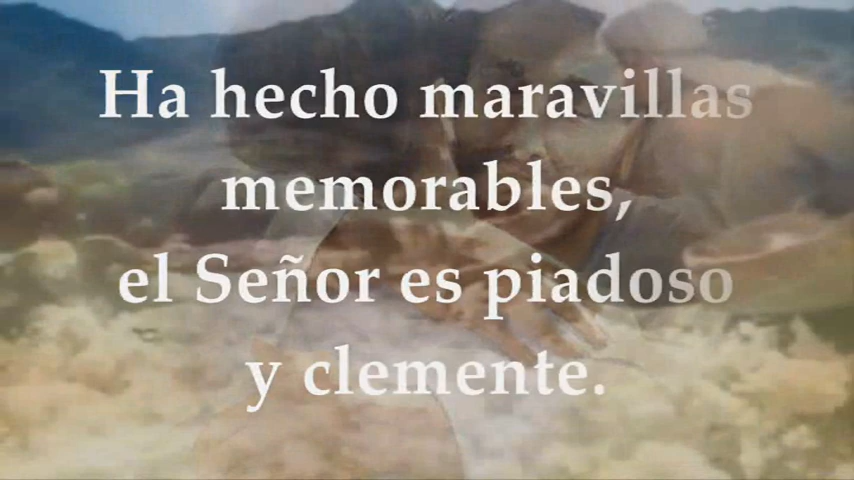 Ha hecho maravillas
memorables,
el Señor es piadoso
y clemente.